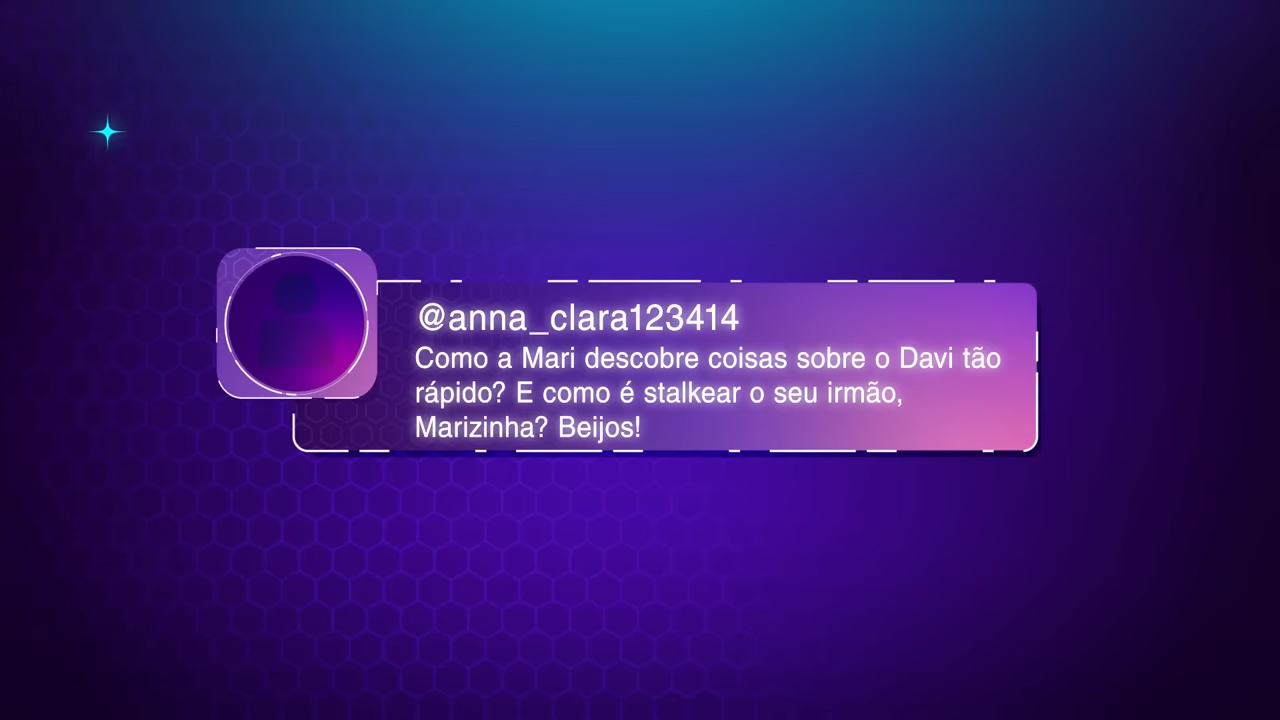 @anna_clara123414
Como a Mari descobre coisas sobre o Davi tão
rápido? E como é stalkear o seu irmão,
Marizinha? Beijos!